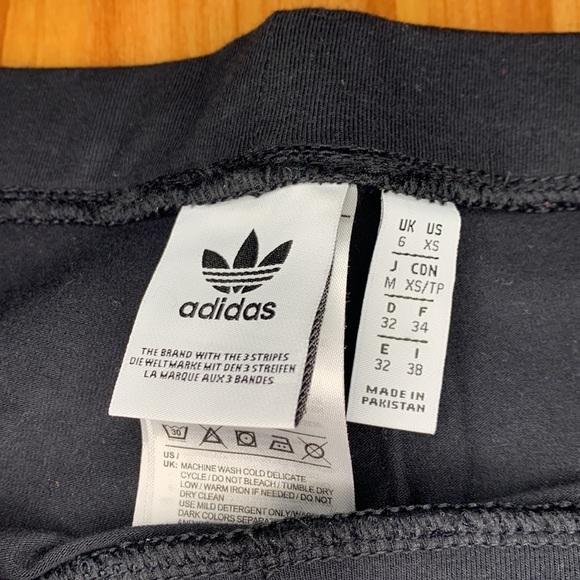 adidas
THE BRAND WITH THE 3 STRIPES
DIE WELTMARKE MIT DEN 3 STREIFEN
LA MARQUE AUX 3 BANDES
UK US
6 XS
J CDN
M XS/TP
D F
32 34
E I
32 38
MADE IN
PAKISTAN
30
US /
UK: MACHINE WASH COLD DELICATE
CYCLE / DO NOT BLEACH / TUMBLE DRY
LOW / WARM IRON IF NEEDED / DO NOT
DRY CLEAN
USE MILD DETERGENT ONLY / WASH
DARK COLORS SEPARATE